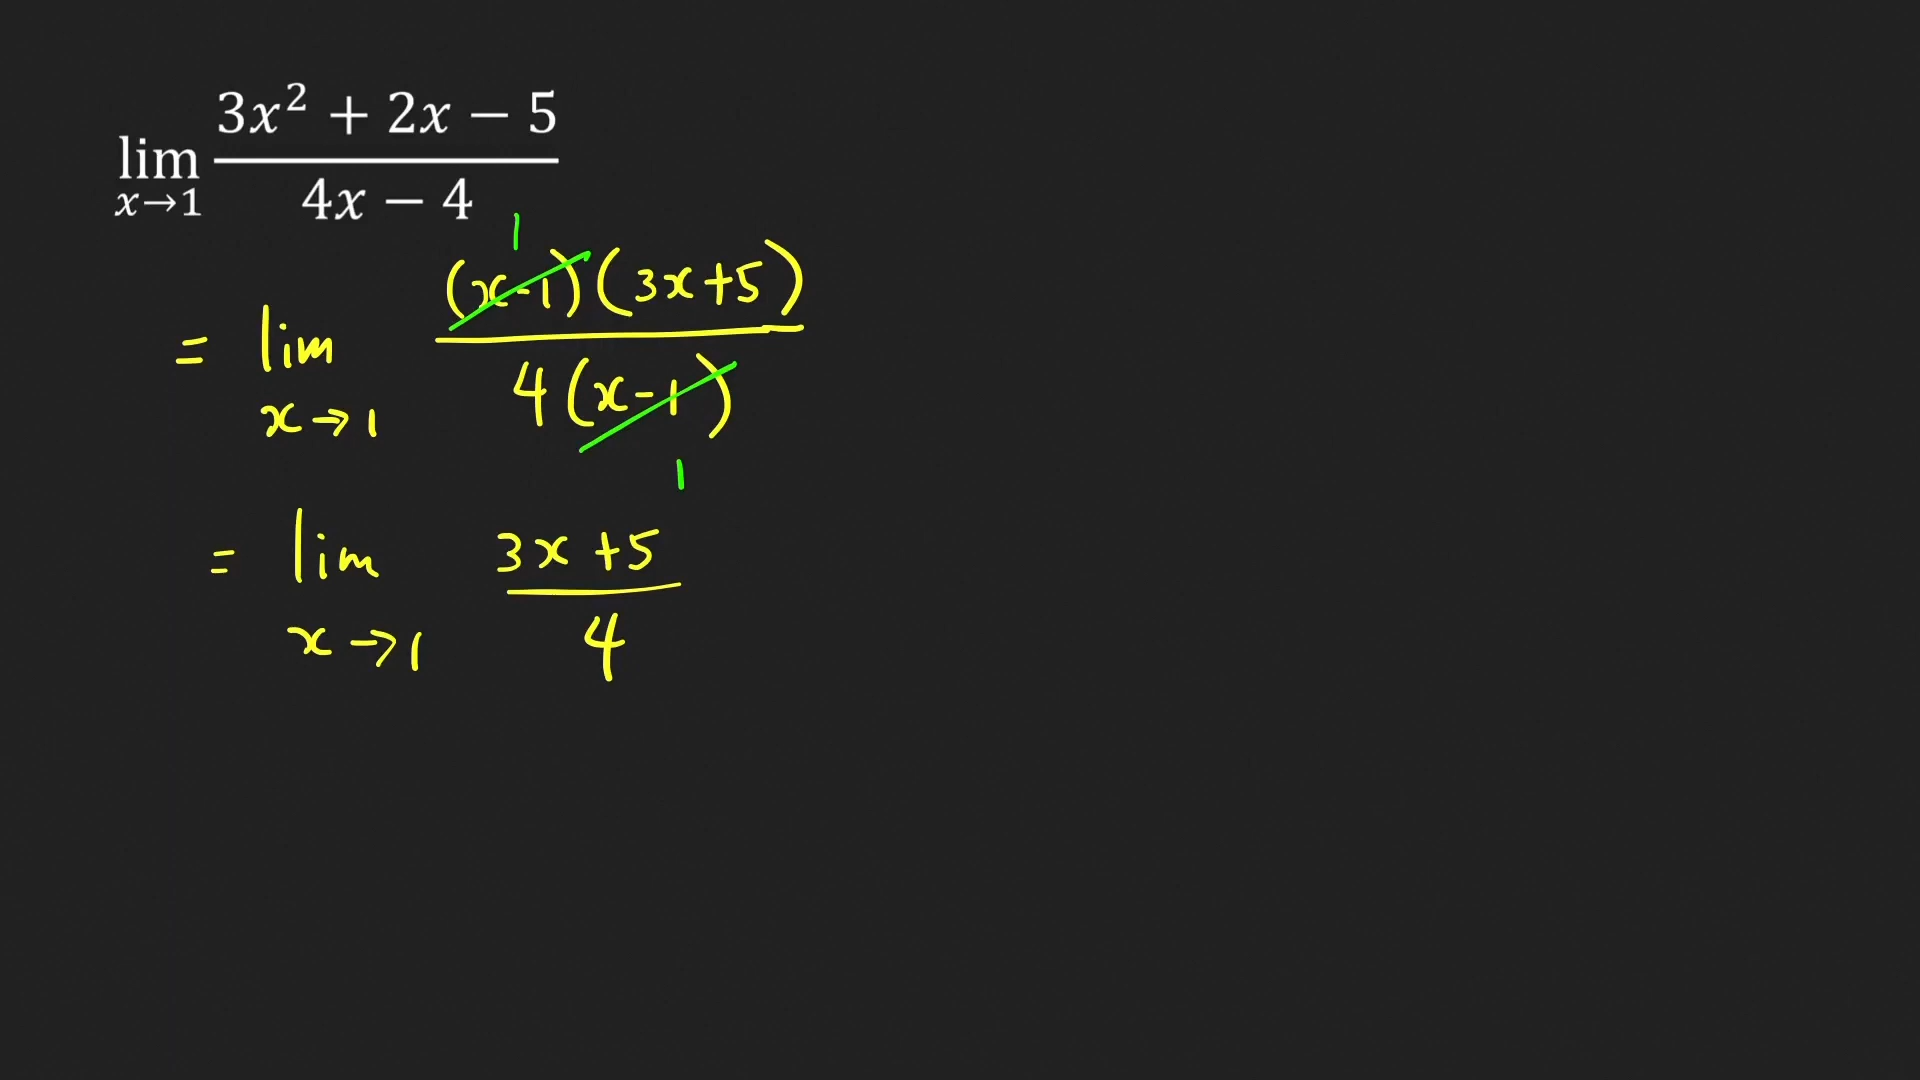 lim x→1 (3x² + 2x − 5)/(4x − 4)
1
= lim x→1 (x-1)(3x+5)/4(x-1)
1
= lim x→1 3x+5/4